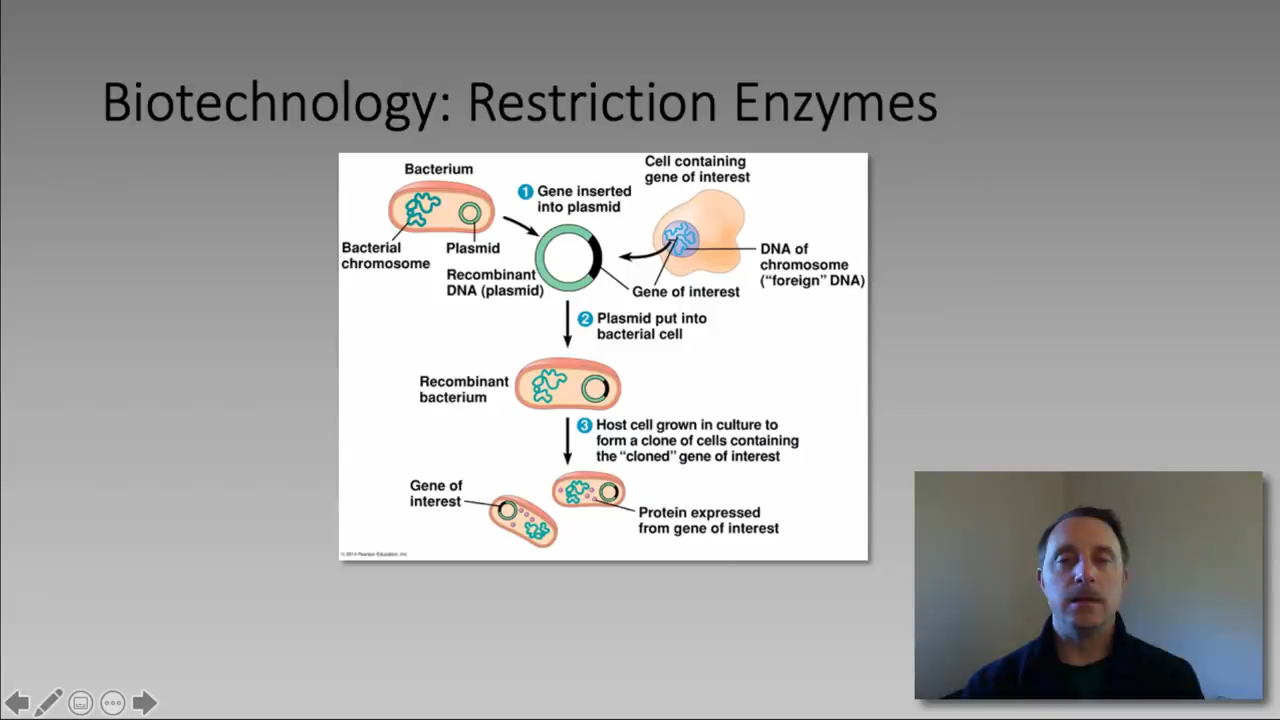 Biotechnology: Restriction Enzymes
Bacterium
Cell containing
gene of interest
1 Gene inserted
into plasmid
Bacterial
chromosome
Plasmid
DNA of
chromosome
("foreign" DNA)
Recombinant
DNA (plasmid)
Gene of interest
2 Plasmid put into
bacterial cell
Recombinant
bacterium
3 Host cell grown in culture to
form a clone of cells containing
the "cloned" gene of interest
Gene of
interest
Protein expressed
from gene of interest
© 2014 Pearson Education, Inc.